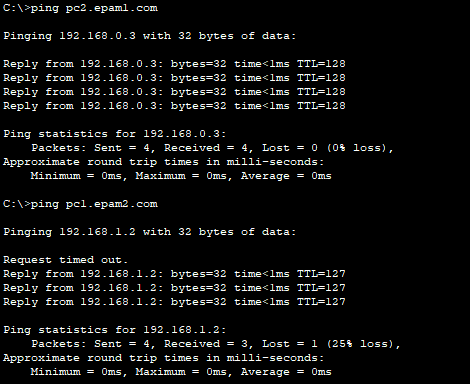 C:\>ping pc2.epam1.com
Pinging 192.168.0.3 with 32 bytes of data:
Reply from 192.168.0.3: bytes=32 time<1ms TTL=128
Reply from 192.168.0.3: bytes=32 time<1ms TTL=128
Reply from 192.168.0.3: bytes=32 time<1ms TTL=128
Reply from 192.168.0.3: bytes=32 time<1ms TTL=128
Ping statistics for 192.168.0.3:
Packets: Sent = 4, Received = 4, Lost = 0 (0% loss),
Approximate round trip times in milli-seconds:
Minimum = 0ms, Maximum = 0ms, Average = 0ms
C:\>ping pc1.epam2.com
Pinging 192.168.1.2 with 32 bytes of data:
Request timed out.
Reply from 192.168.1.2: bytes=32 time<1ms TTL=127
Reply from 192.168.1.2: bytes=32 time<1ms TTL=127
Reply from 192.168.1.2: bytes=32 time<1ms TTL=127
Ping statistics for 192.168.1.2:
Packets: Sent = 4, Received = 3, Lost = 1 (25% loss),
Approximate round trip times in milli-seconds:
Minimum = 0ms, Maximum = 0ms, Average = 0ms